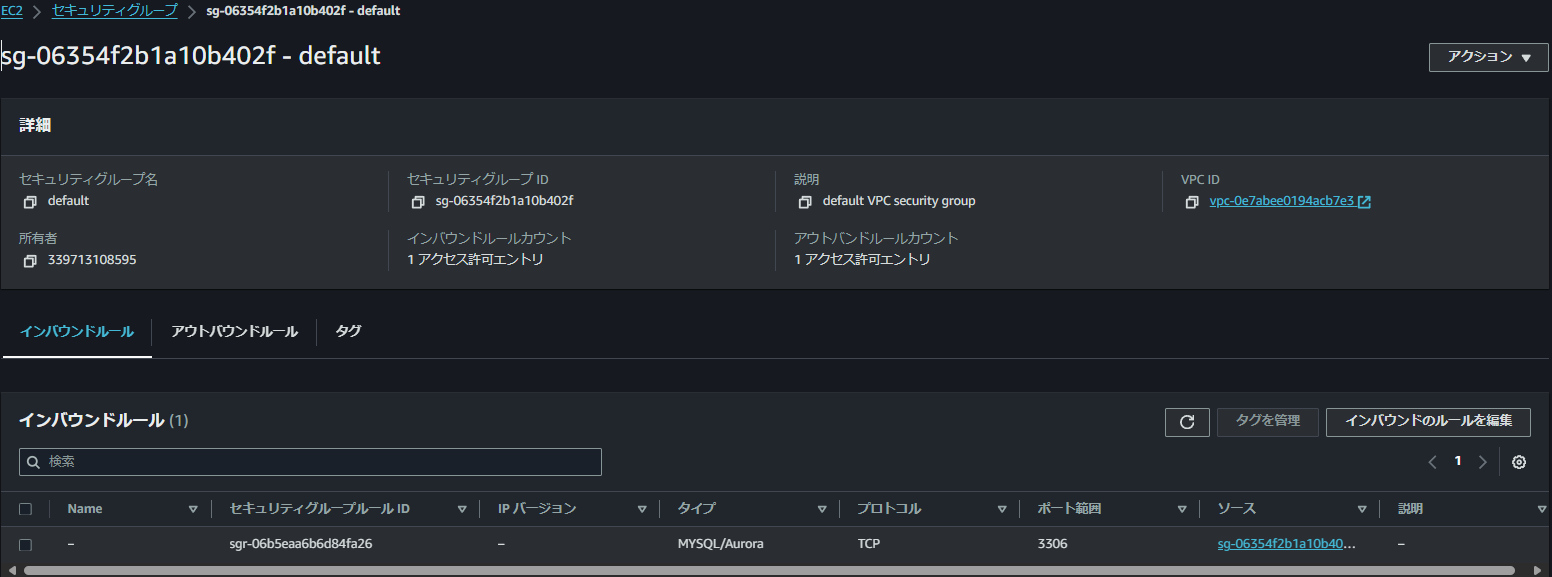 EC2 > セキュリティグループ > sg-06354f2b1a10b402f - default
sg-06354f2b1a10b402f - default
アクション ▼
詳細
セキュリティグループ名 セキュリティグループ ID 説明 VPC ID
default sg-06354f2b1a10b402f default VPC security group vpc-0e7abee0194acb7e3
所有者 インバウンドルールカウント アウトバンドルールカウント
339713108595 1 アクセス許可エントリ 1 アクセス許可エントリ
インバウンドルール アウトバウンドルール タグ
インバウンドルール (1) タグを管理 インバウンドのルールを編集
検索 1
Name セキュリティグループルール ID IP バージョン タイプ プロトコル ポート範囲 ソース 説明
– sgr-06b5eaa6b6d84fa26 – MYSQL/Aurora TCP 3306 sg-06354f2b1a10b40... –